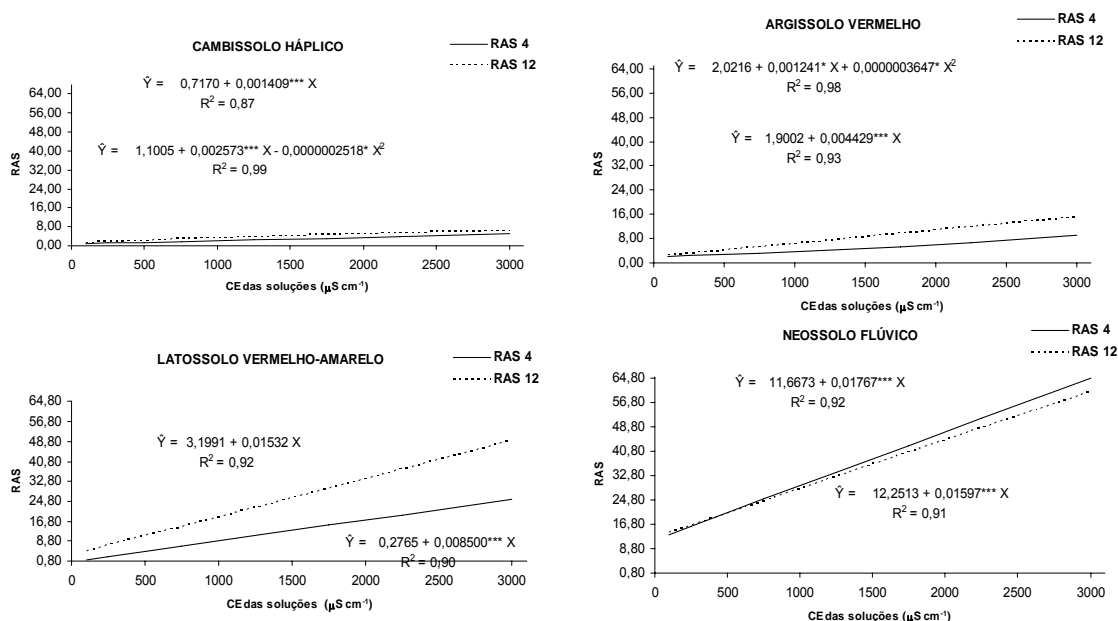 CAMBISSOLO HÁPLICO
RAS 4
RAS 12
Ŷ = 0,7170 + 0,001409*** X
R² = 0,87
Ŷ = 1,1005 + 0,002573*** X - 0,0000002518* X²
R² = 0,99
RAS
64,00
56,00
48,00
40,00
32,00
24,00
16,00
8,00
0,00
0 500 1000 1500 2000 2500 3000
CE das soluções (µS cm⁻¹)
ARGISSOLO VERMELHO
RAS 4
RAS 12
Ŷ = 2,0216 + 0,001241* X + 0,0000003647* X²
R² = 0,98
Ŷ = 1,9002 + 0,004429*** X
R² = 0,93
RAS
64,00
56,00
48,00
40,00
32,00
24,00
16,00
8,00
0,00
0 500 1000 1500 2000 2500 3000
CE das soluções (µS cm⁻¹)
LATOSSOLO VERMELHO-AMARELO
RAS 4
RAS 12
Ŷ = 3,1991 + 0,01532 X
R² = 0,92
Ŷ = 0,2765 + 0,008500*** X
R² = 0,90
RAS
64,80
56,80
48,80
40,80
32,80
24,80
16,80
8,80
0,80
0 500 1000 1500 2000 2500 3000
CE das soluções (µS cm⁻¹)
NEOSSOLO FLÚVICO
RAS 4
RAS 12
Ŷ = 11,6673 + 0,01767*** X
R² = 0,92
Ŷ = 12,2513 + 0,01597*** X
R² = 0,91
RAS
64,80
56,80
48,80
40,80
32,80
24,80
16,80
8,80
0,80
0 500 1000 1500 2000 2500 3000
CE das soluções (µS cm⁻¹)